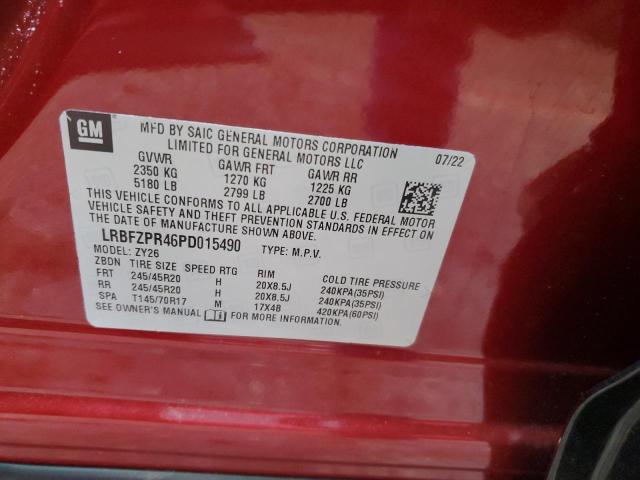 GM
MFD BY SAIC GENERAL MOTORS CORPORATION
LIMITED FOR GENERAL MOTORS LLC 07/22
GVWR GAWR FRT GAWR RR
2350 KG 1270 KG 1225 KG
5180 LB 2799 LB 2700 LB
THIS VEHICLE CONFORMS TO ALL APPLICABLE U.S. FEDERAL MOTOR
VEHICLE SAFETY AND THEFT PREVENTION STANDARDS IN EFFECT ON
THE DATE OF MANUFACTURE SHOWN ABOVE.
LRBFZPR46PD015490 TYPE: M.P.V.
MODEL: ZY26
ZBDN TIRE SIZE SPEED RTG RIM COLD TIRE PRESSURE
FRT 245/45R20 H 20X8.5J 240KPA(35PSI)
RR 245/45R20 H 20X8.5J 240KPA(35PSI)
SPA T145/70R17 M 17X4B 420KPA(60PSI)
SEE OWNER'S MANUAL FOR MORE INFORMATION.